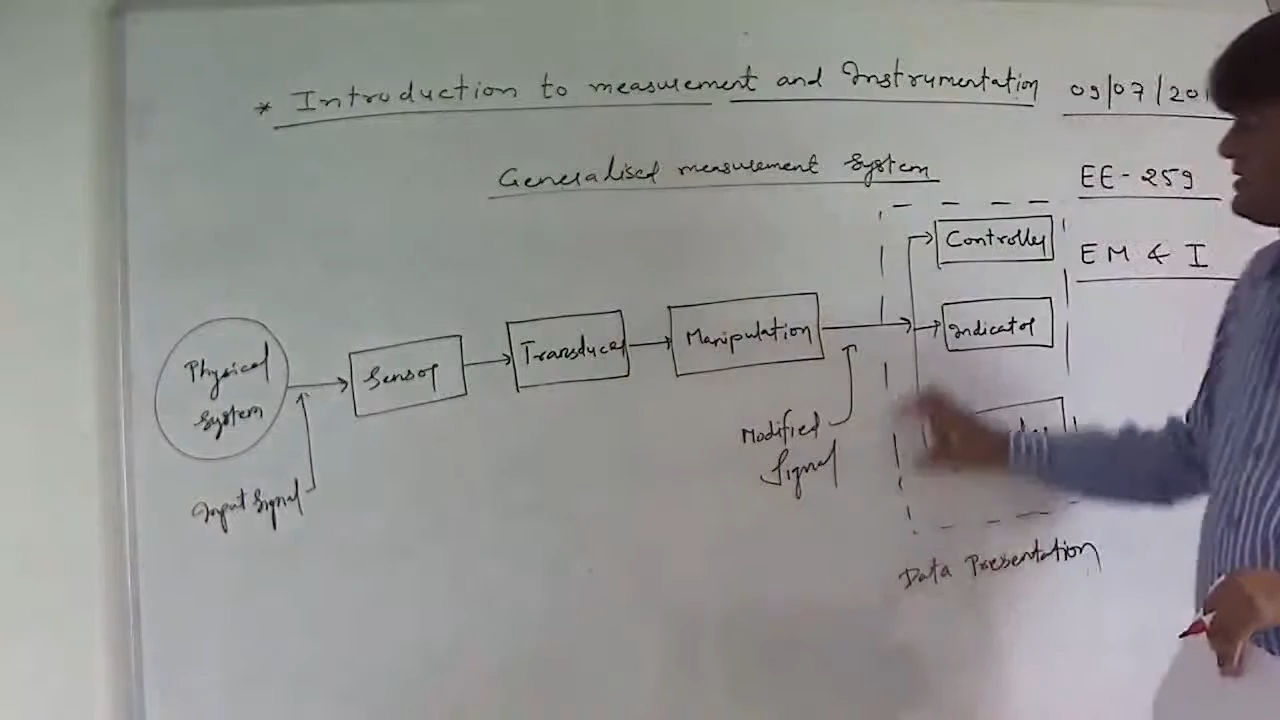 * Introduction to measurement and Instrumentation 09/07/201
Generalised measurement System
EE-259
EM & I
Controller
Physical
System
Sensor
Transducer
Manipulation
Indicator
Modified
Signal
Input Signal
Data Presentation